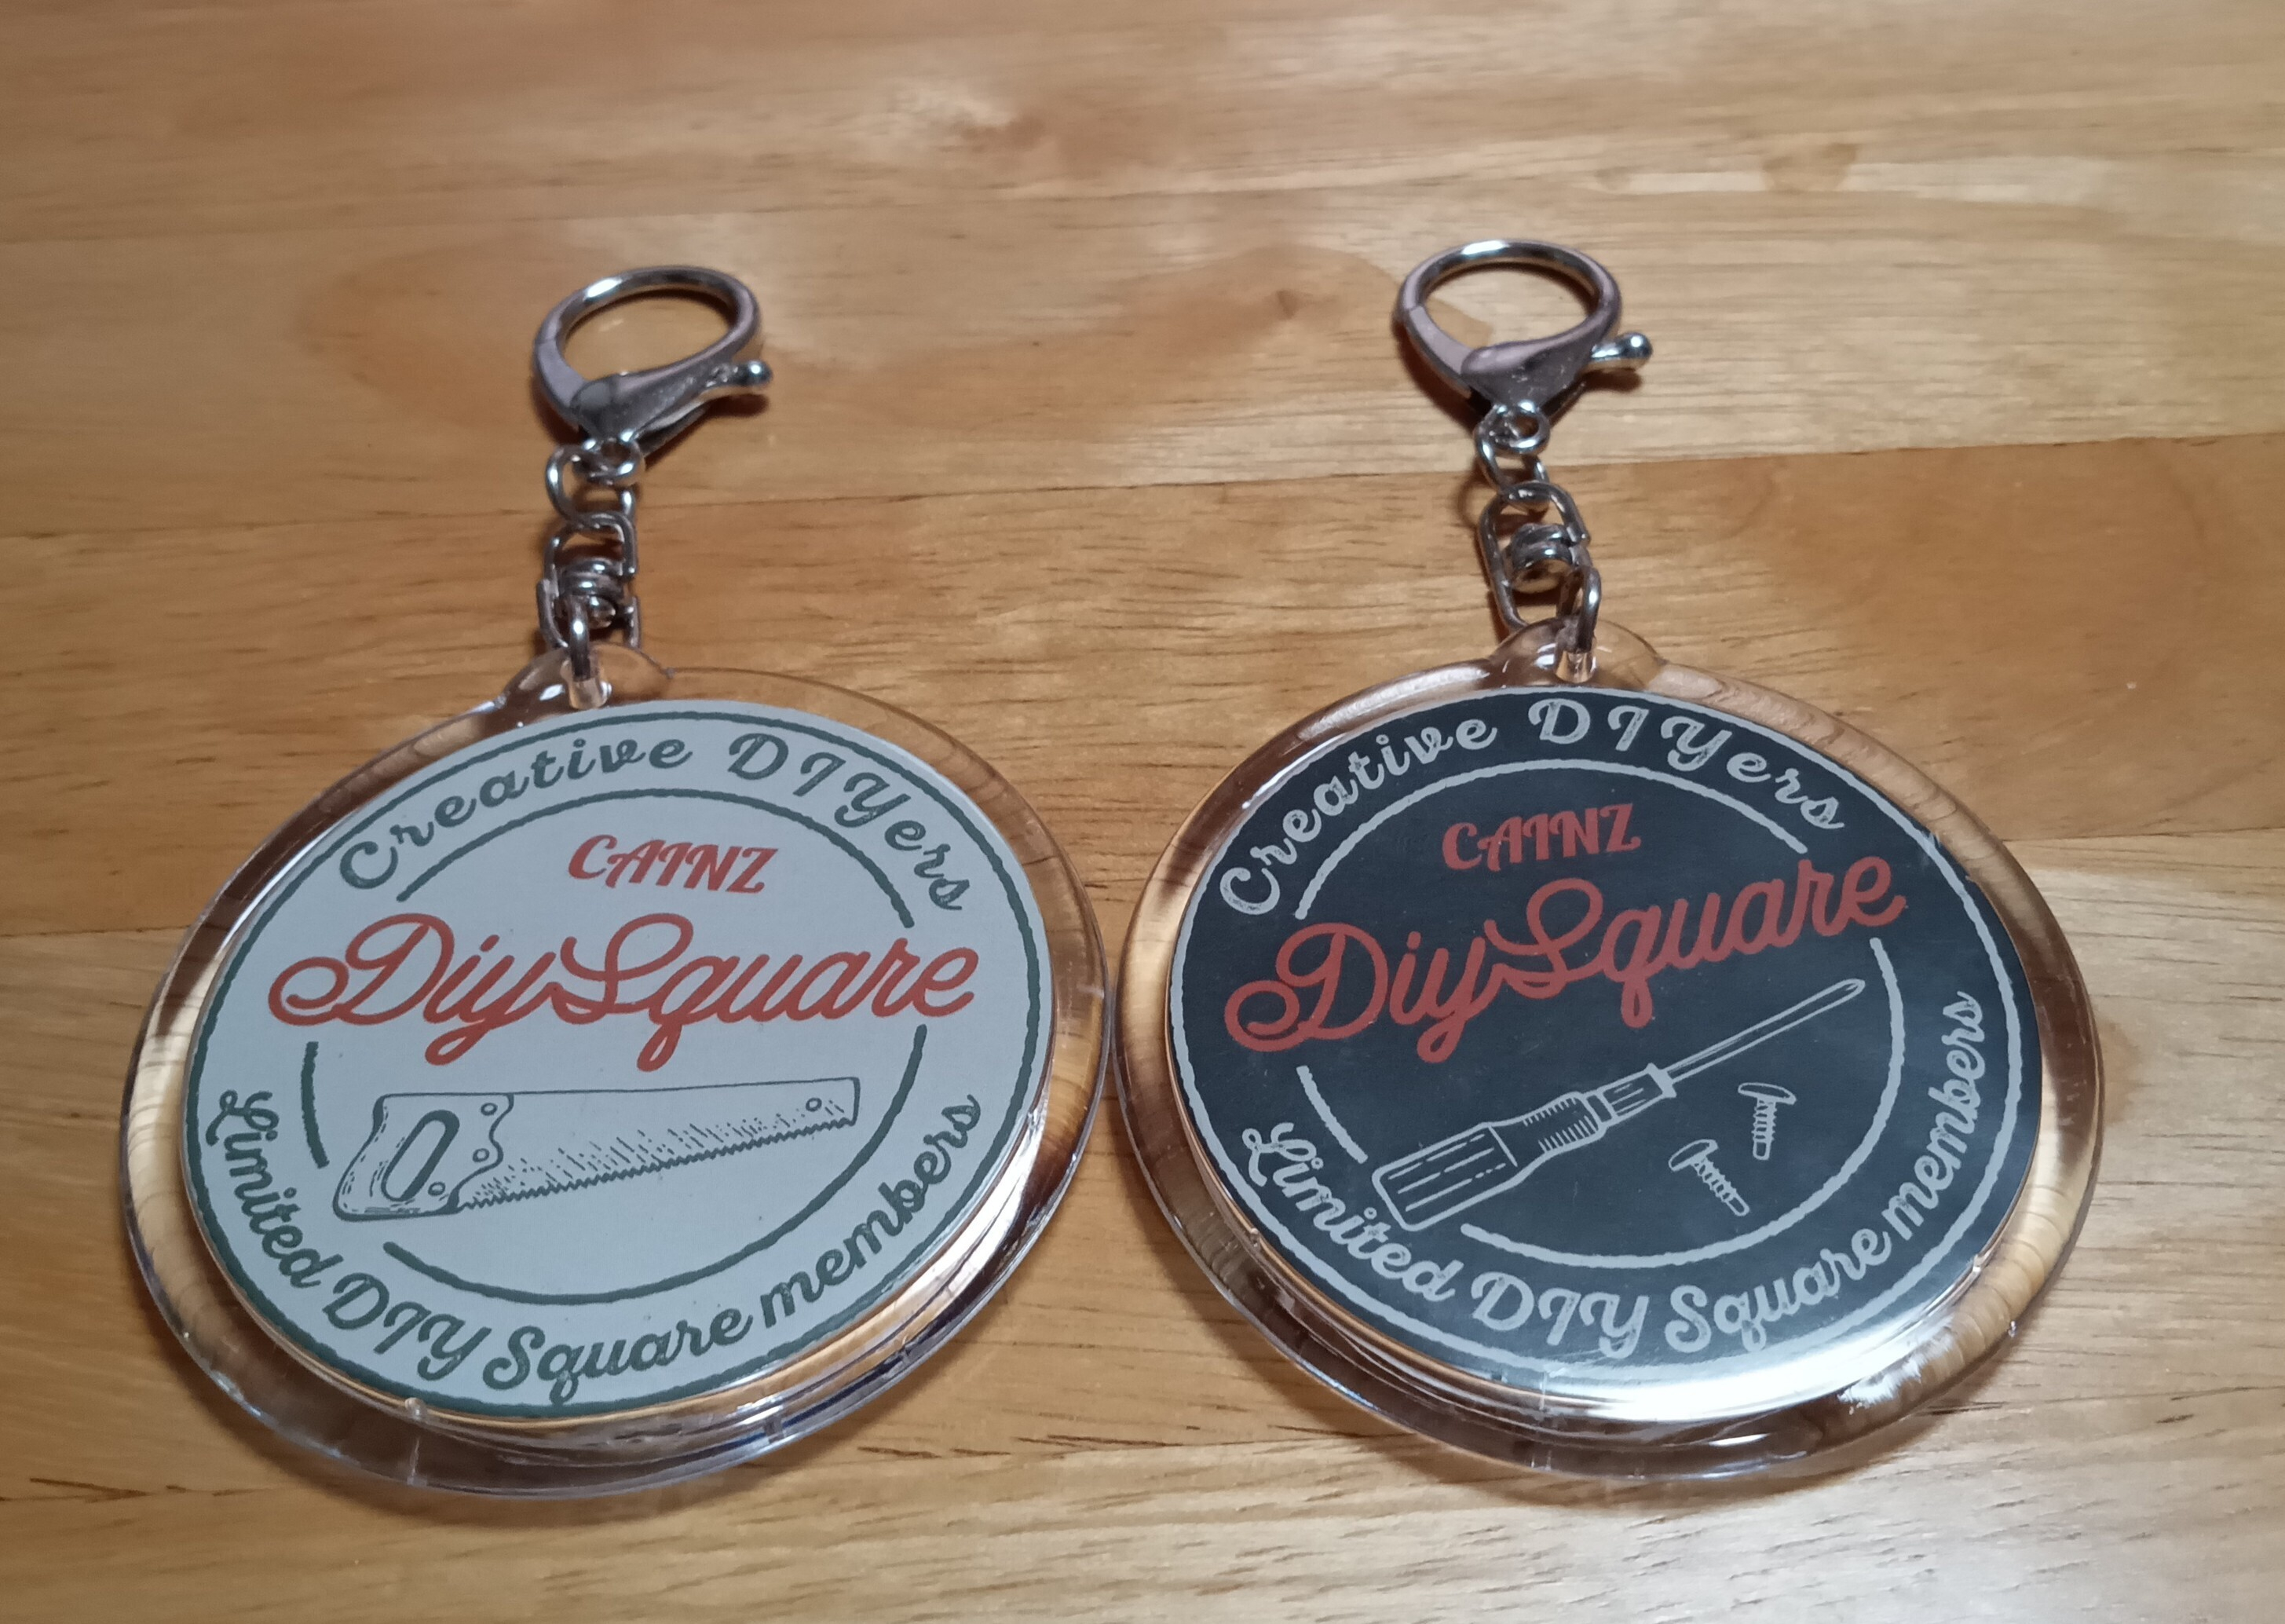 Creative DIYers
CAINZ
DiySquare
Limited DIY Square members
Creative DIYers
CAINZ
DiySquare
Limited DIY Square members